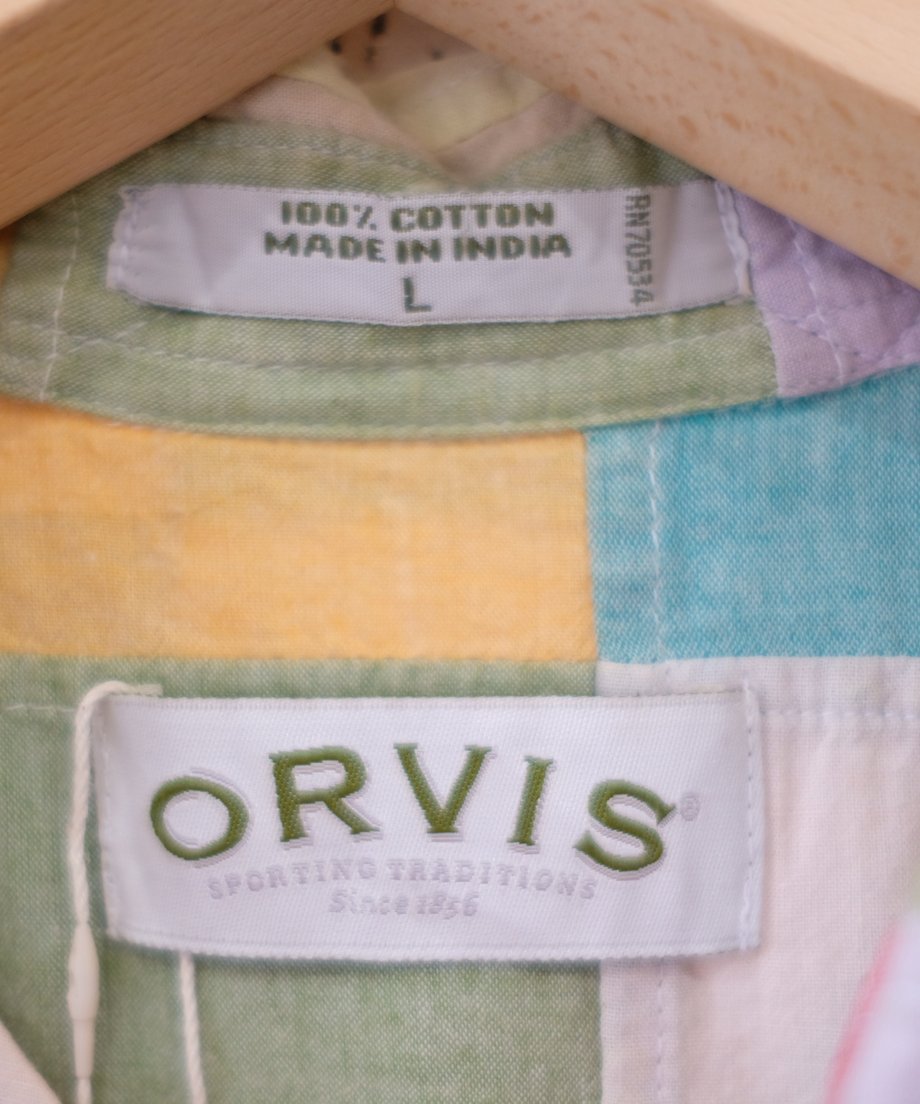 100% COTTON
MADE IN INDIA
L
RN70534
ORVIS®
SPORTING TRADITIONS
Since 1856